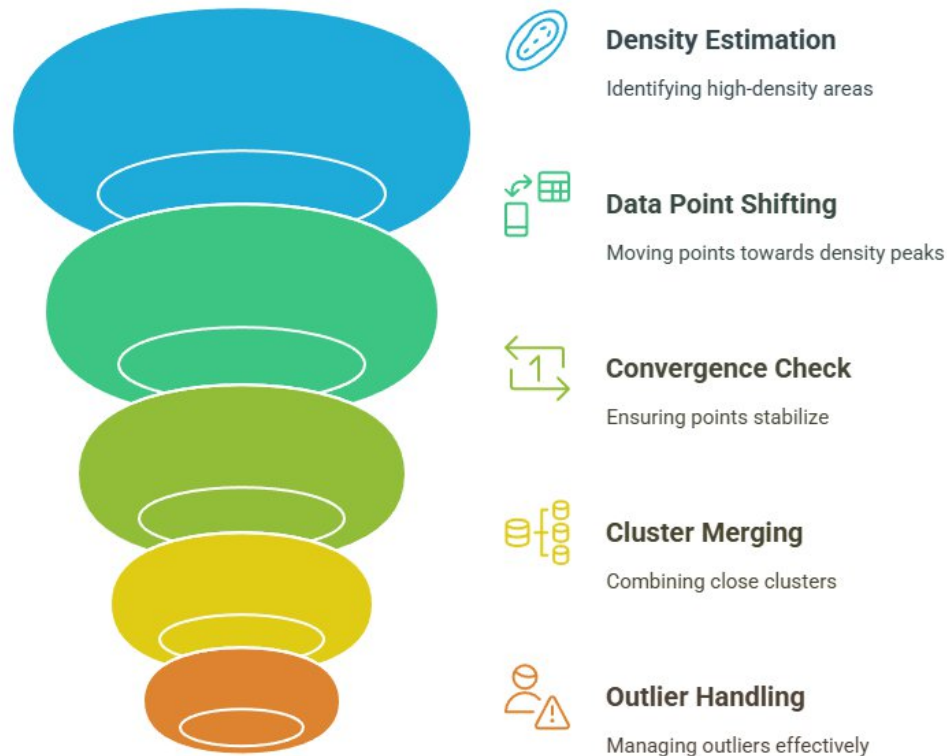 Density Estimation
Identifying high-density areas
Data Point Shifting
Moving points towards density peaks
1
Convergence Check
Ensuring points stabilize
Cluster Merging
Combining close clusters
Outlier Handling
Managing outliers effectively